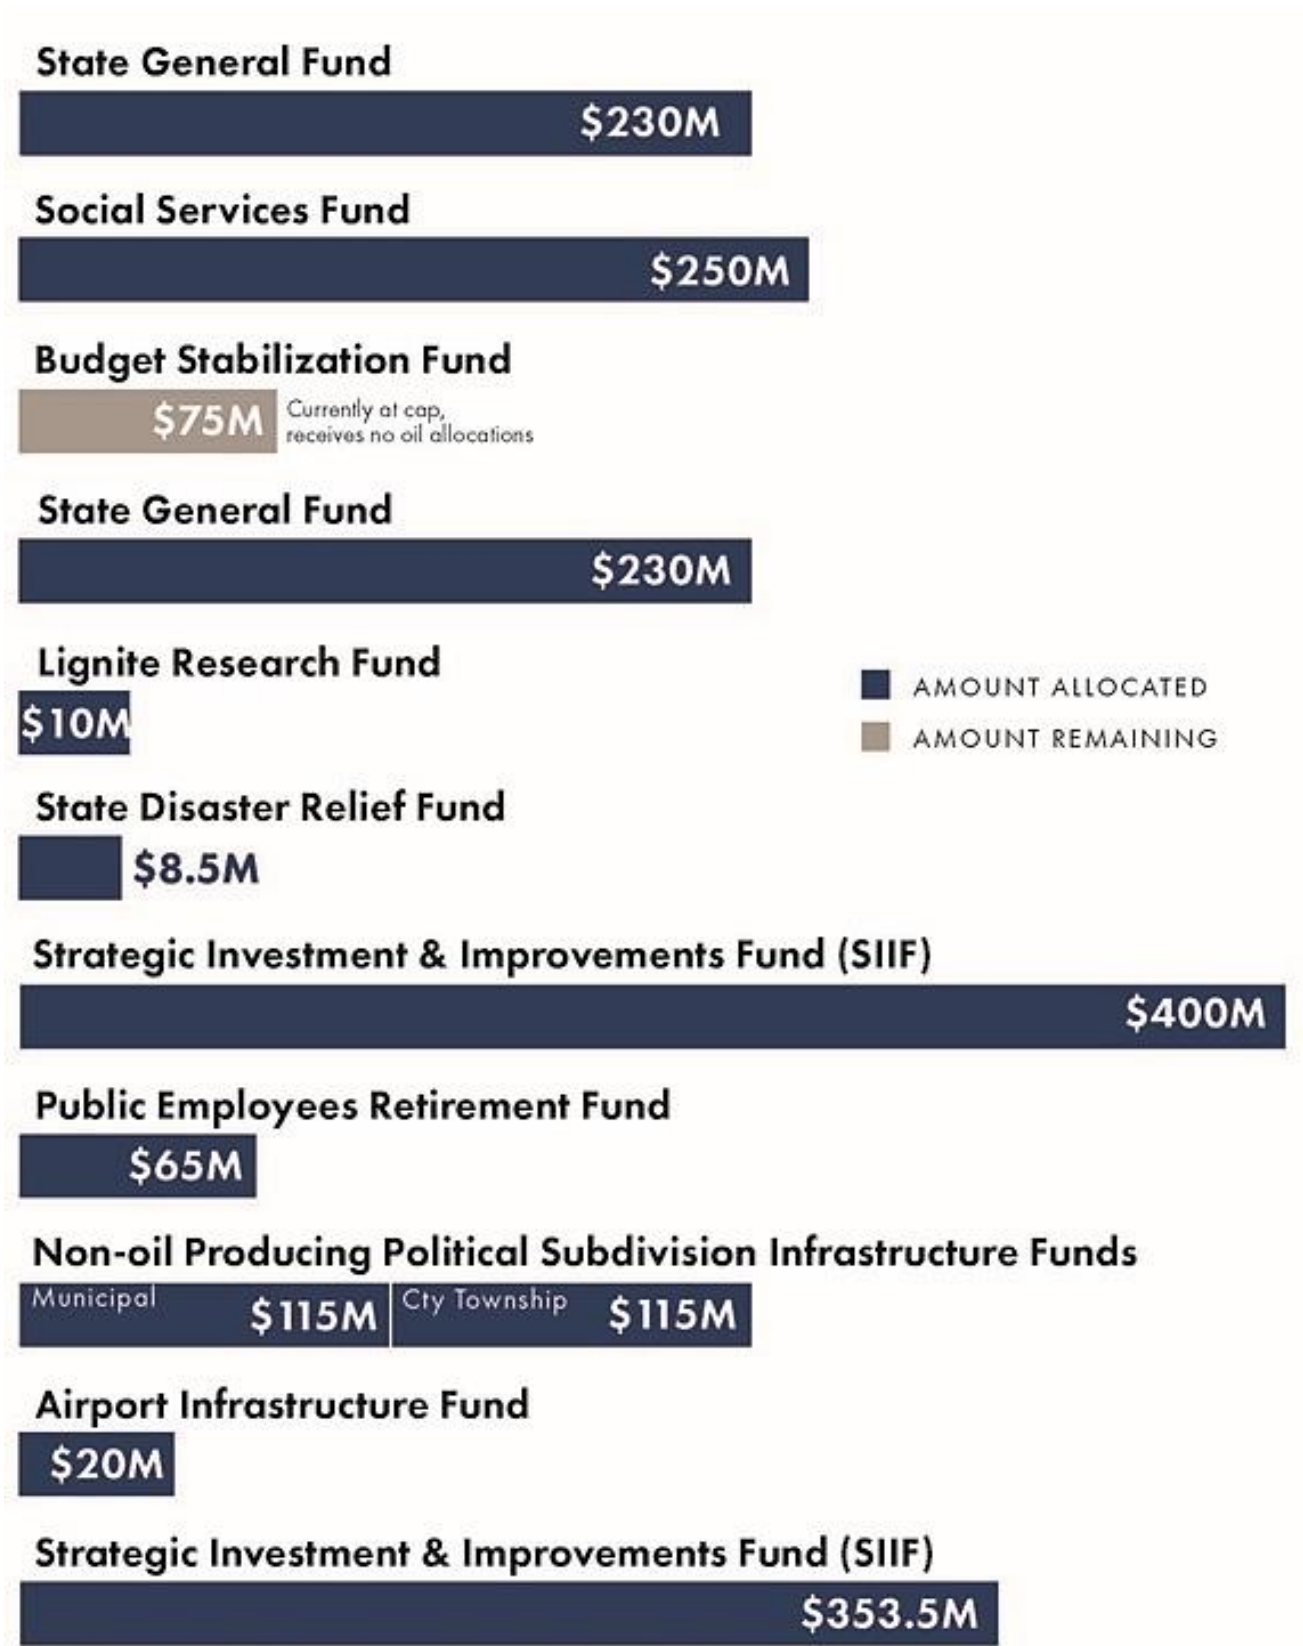 State General Fund
$230M
Social Services Fund
$250M
Budget Stabilization Fund
$75M
Currently at cap,
receives no oil allocations
State General Fund
$230M
Lignite Research Fund
$10M
AMOUNT ALLOCATED
AMOUNT REMAINING
State Disaster Relief Fund
$8.5M
Strategic Investment & Improvements Fund (SIIF)
$400M
Public Employees Retirement Fund
$65M
Non-oil Producing Political Subdivision Infrastructure Funds
Municipal $115M Cty Township $115M
Airport Infrastructure Fund
$20M
Strategic Investment & Improvements Fund (SIIF)
$353.5M